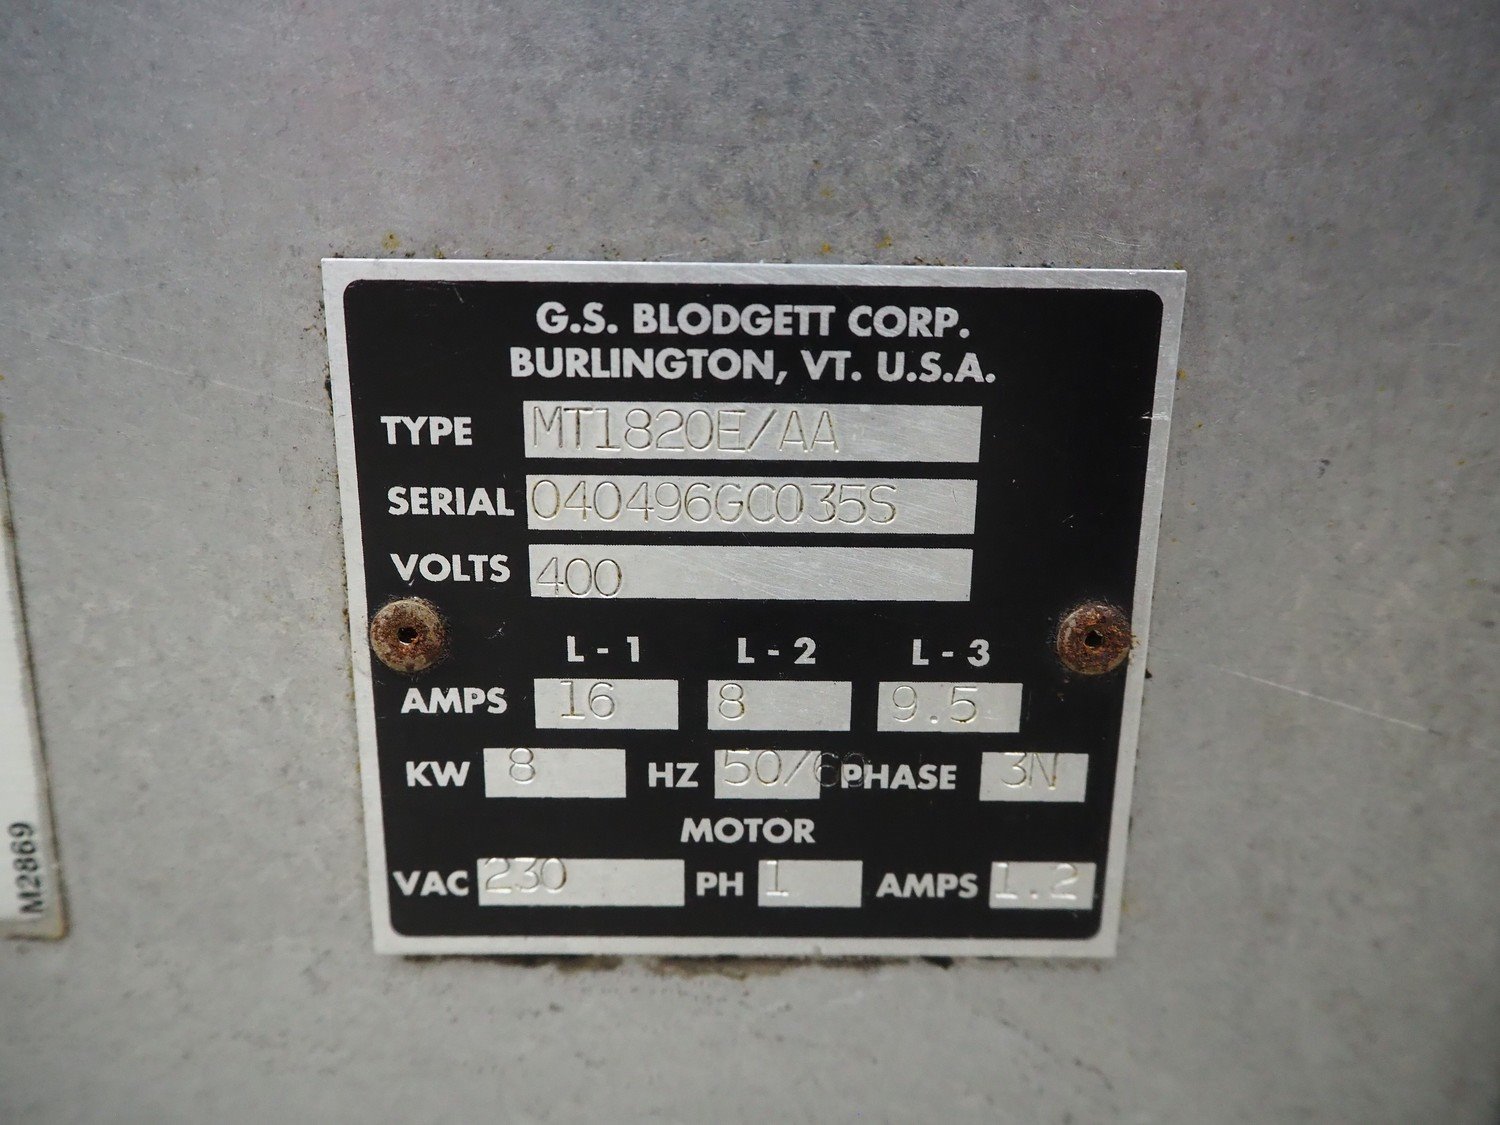 G.S. BLODGETT CORP.
BURLINGTON, VT. U.S.A.
TYPE MT1820E/AA
SERIAL 040496GC035S
VOLTS 400
L - 1 L - 2 L - 3
AMPS 16 8 9.5
KW 8 HZ 50/60 PHASE 3N
MOTOR
VAC 230 PH 1 AMPS 1.2
M2869